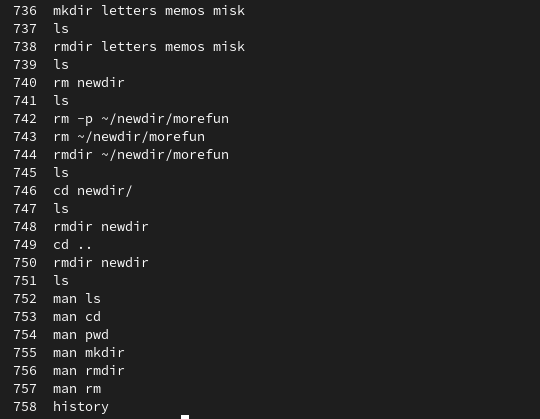 736  mkdir letters memos misk
737  ls
738  rmdir letters memos misk
739  ls
740  rm newdir
741  ls
742  rm -p ~/newdir/morefun
743  rm ~/newdir/morefun
744  rmdir ~/newdir/morefun
745  ls
746  cd newdir/
747  ls
748  rmdir newdir
749  cd ..
750  rmdir newdir
751  ls
752  man ls
753  man cd
754  man pwd
755  man mkdir
756  man rmdir
757  man rm
758  history